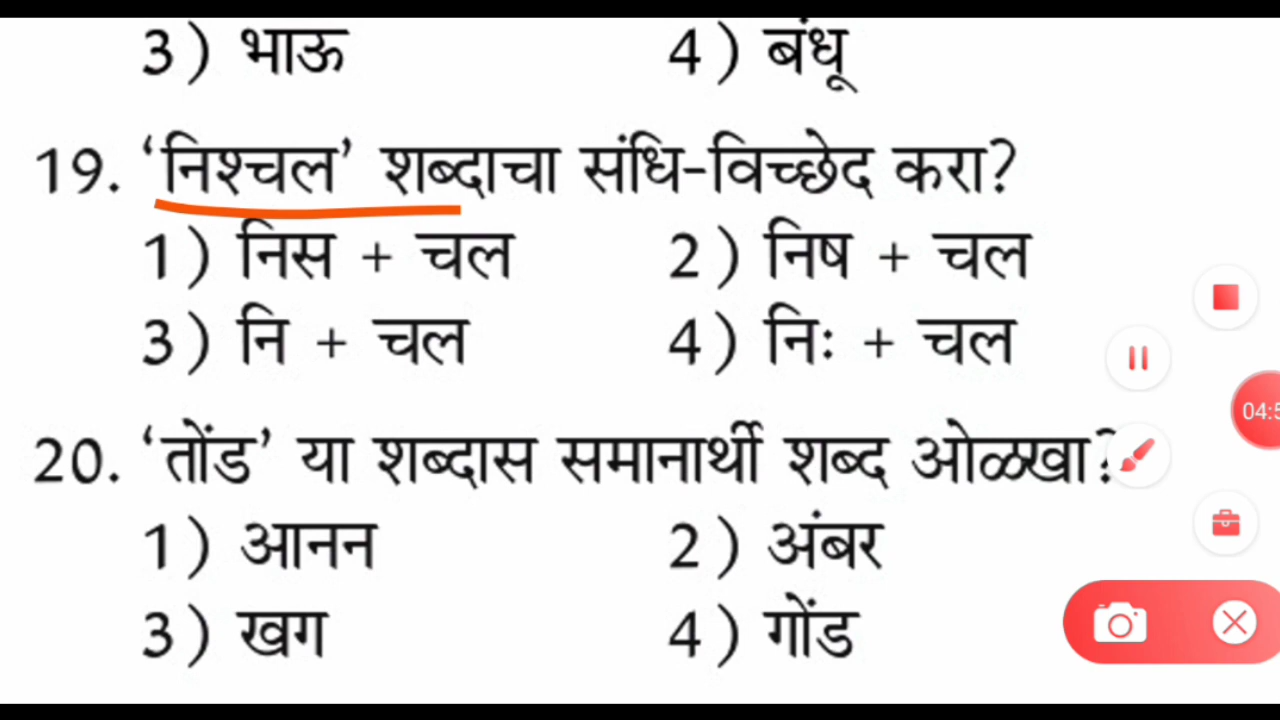 3) भाऊ 4) बंधू
19. ‘निश्चल’ शब्दाचा संधि-विच्छेद करा?
1) निस + चल 2) निष + चल
3) नि + चल 4) निः + चल
20. ‘तोंड’ या शब्दास समानार्थी शब्द ओळखा?
1) आनन 2) अंबर
3) खग 4) गोंड